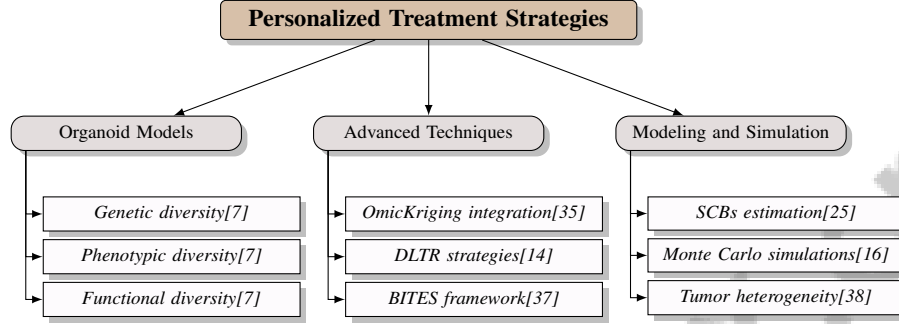 Personalized Treatment Strategies
Organoid Models
Advanced Techniques
Modeling and Simulation
Genetic diversity[7]
OmicKriging integration[35]
SCBs estimation[25]
Phenotypic diversity[7]
DLTR strategies[14]
Monte Carlo simulations[16]
Functional diversity[7]
BITES framework[37]
Tumor heterogeneity[38]